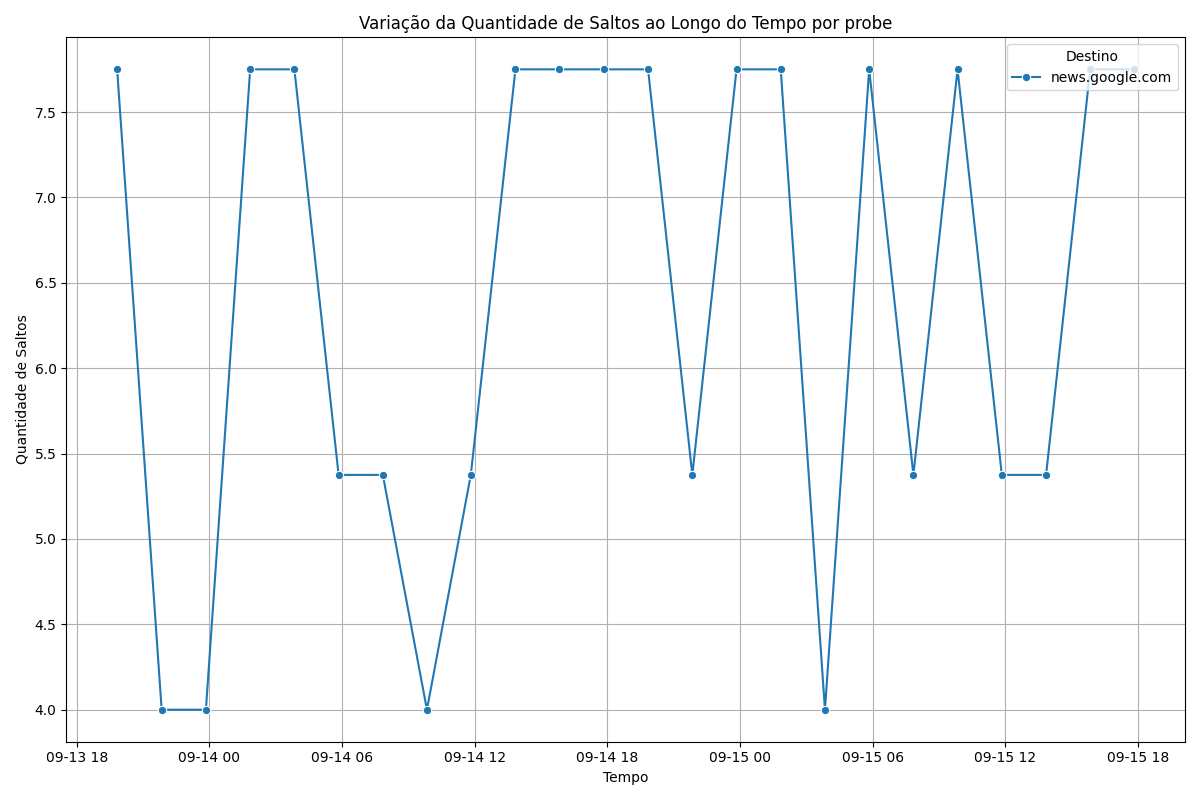 Variação da Quantidade de Saltos ao Longo do Tempo por probe
Destino
news.google.com
Quantidade de Saltos
7.5
7.0
6.5
6.0
5.5
5.0
4.5
4.0
09-13 18 09-14 00 09-14 06 09-14 12 09-14 18 09-15 00 09-15 06 09-15 12 09-15 18
Tempo